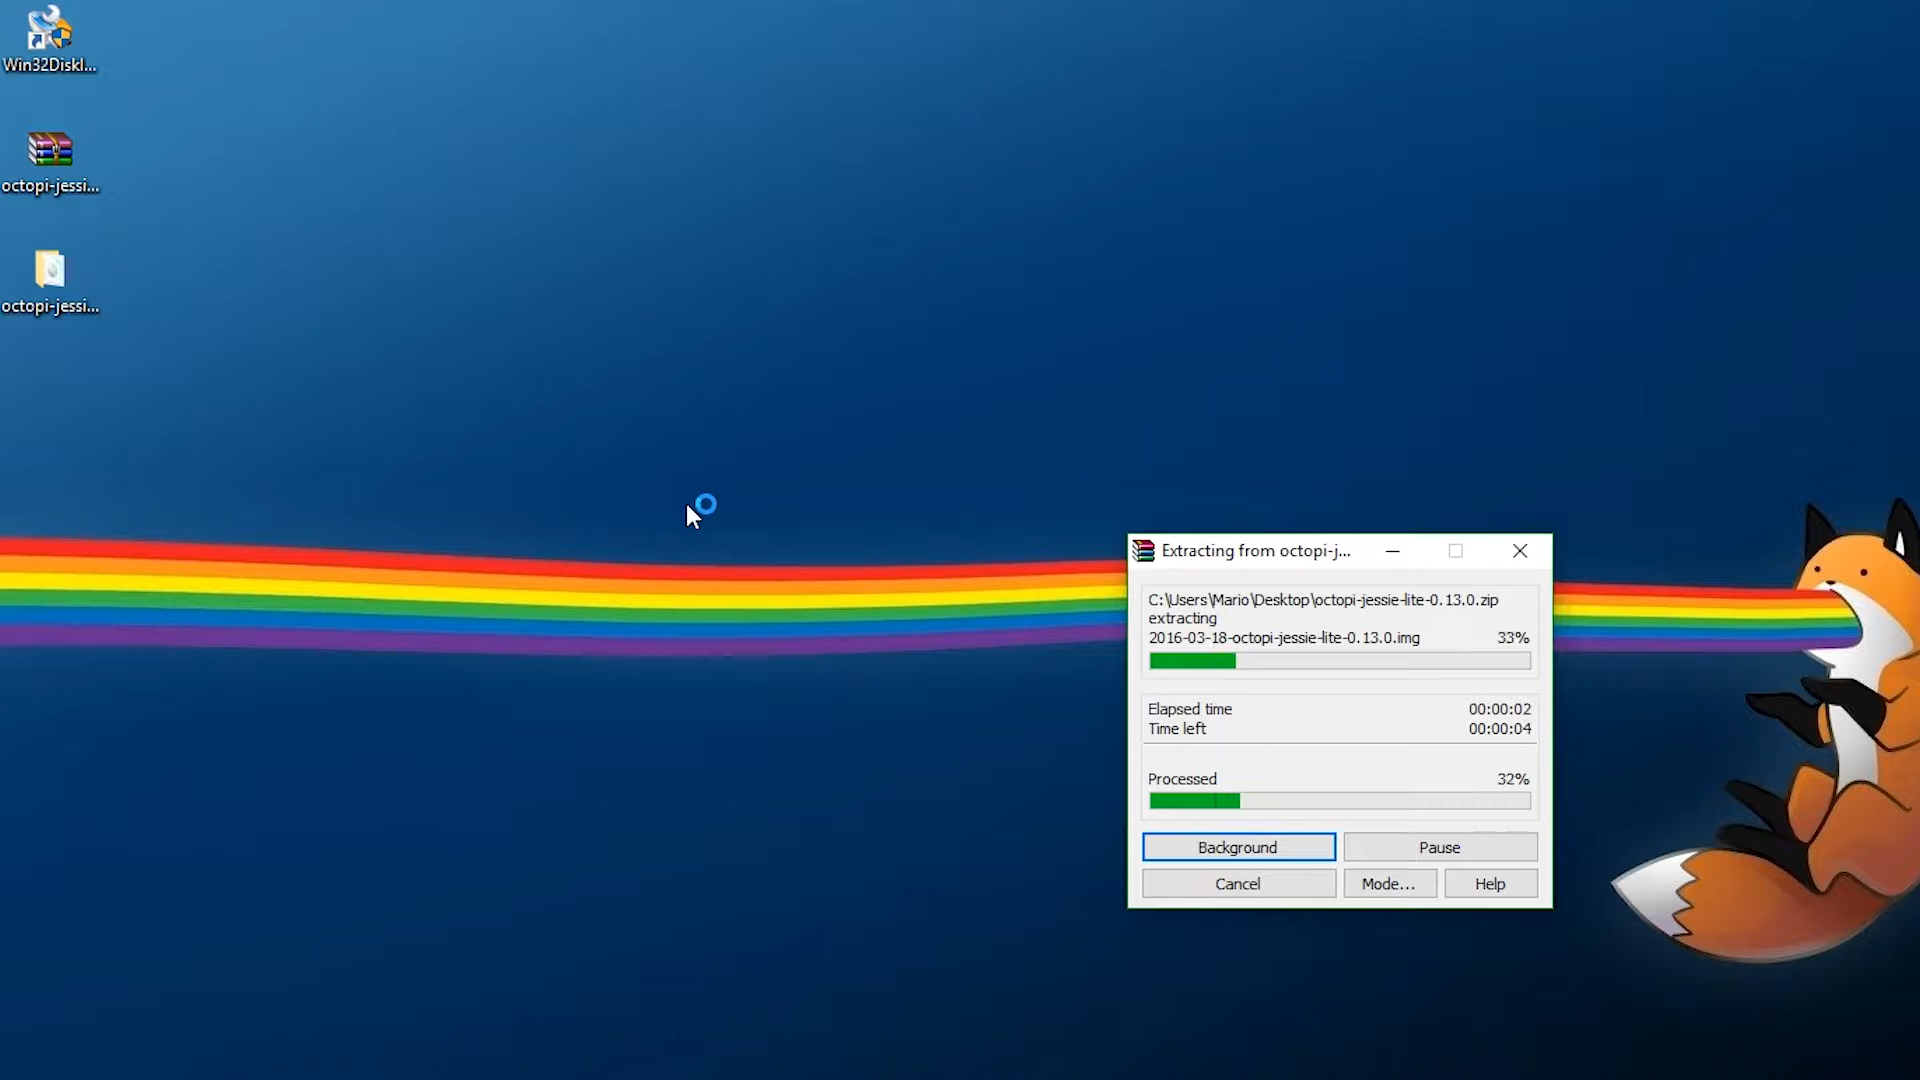 Win32DiskI...
octopi-jessi...
octopi-jessi...
Extracting from octopi-j...
C:\Users\Mario\Desktop\octopi-jessie-lite-0.13.0.zip
extracting
2016-03-18-octopi-jessie-lite-0.13.0.img 33%
Elapsed time 00:00:02
Time left 00:00:04
Processed 32%
Background Pause
Cancel Mode... Help